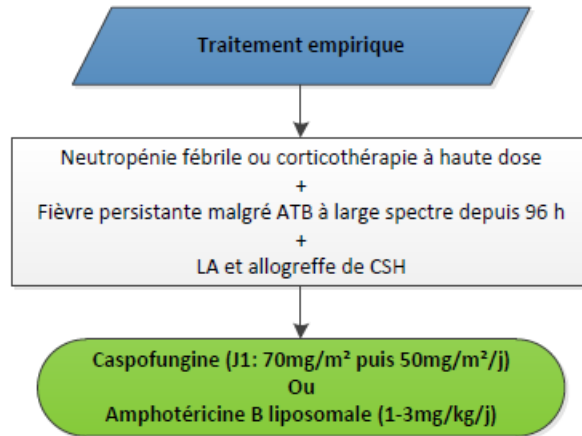 Traitement empirique
Neutropénie fébrile ou corticothérapie à haute dose
+
Fièvre persistante malgré ATB à large spectre depuis 96 h
+
LA et allogreffe de CSH
Caspofungine (J1: 70mg/m² puis 50mg/m²/j)
Ou
Amphotéricine B liposomale (1-3mg/kg/j)